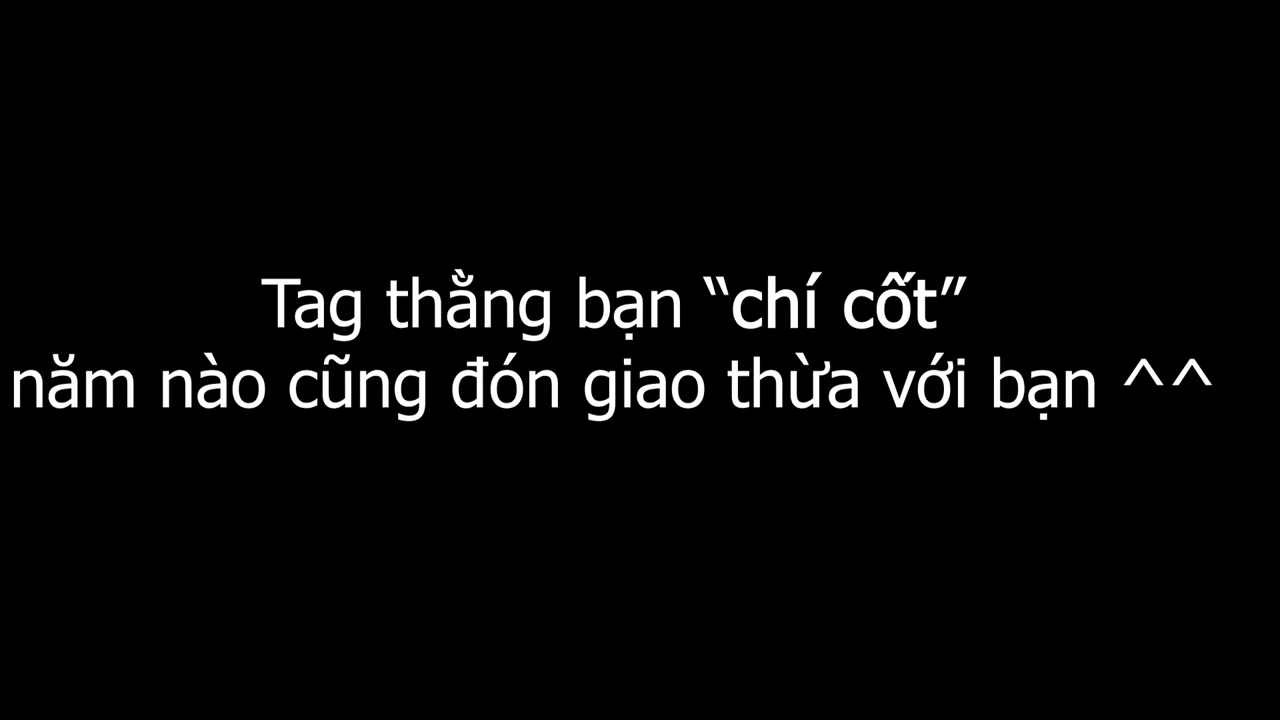 Tag thằng bạn “chí cốt”
năm nào cũng đón giao thừa với bạn ^^